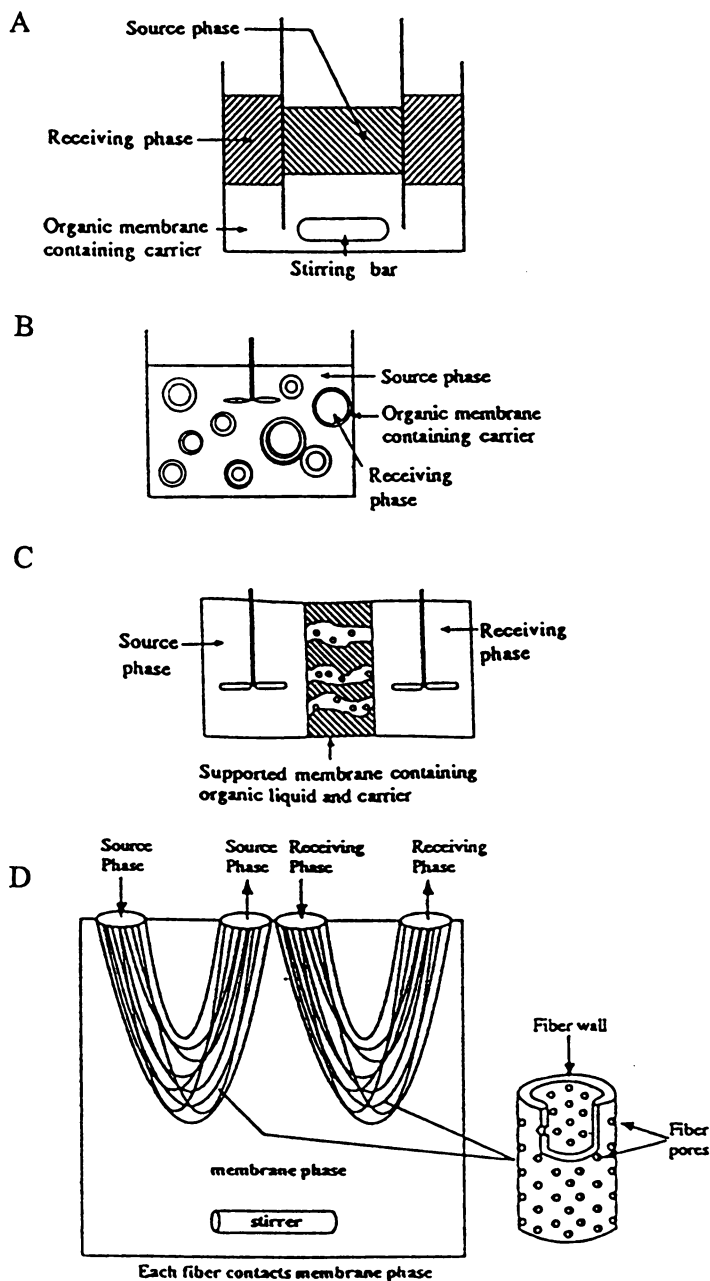 A
Source phase
Receiving phase
Organic membrane
containing carrier
Stirring bar
B
Source phase
Organic membrane
containing carrier
Receiving
phase
C
Source
phase
Receiving
phase
Supported membrane containing
organic liquid and carrier
D
Source
Phase
Source
Phase
Receiving
Phase
Receiving
Phase
Fiber wall
Fiber
pores
membrane phase
stirrer
Each fiber contacts membrane phase